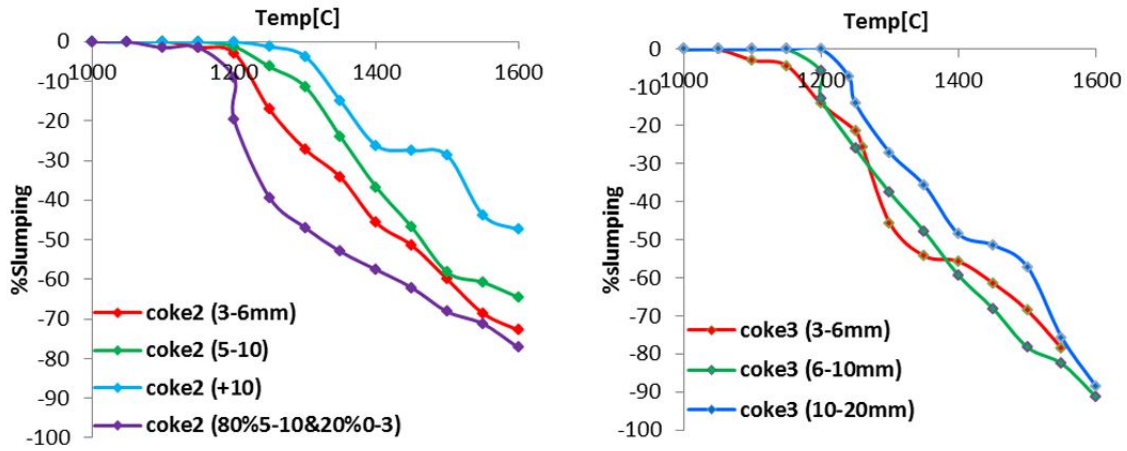 Temp[C]
0
-10
-20
-30
-40
-50
-60
-70
-80
-90
-100
1000
1200
1400
1600
%Slumping
coke2 (3-6mm)
coke2 (5-10)
coke2 (+10)
coke2 (80%5-10&20%0-3)
Temp[C]
0
-10
-20
-30
-40
-50
-60
-70
-80
-90
-100
1000
1200
1400
1600
%slumping
coke3 (3-6mm)
coke3 (6-10mm)
coke3 (10-20mm)